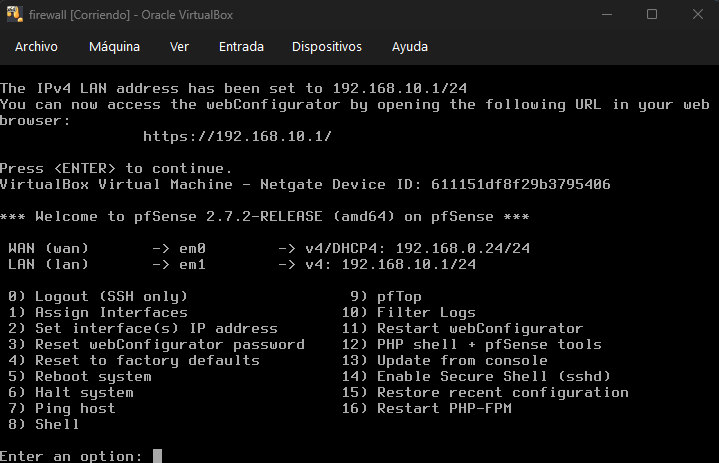 firewall [Corriendo] - Oracle VirtualBox
Archivo Máquina Ver Entrada Dispositivos Ayuda
The IPv4 LAN address has been set to 192.168.10.1/24
You can now access the webConfigurator by opening the following URL in your web
browser:
https://192.168.10.1/
Press <ENTER> to continue.
VirtualBox Virtual Machine - Netgate Device ID: 611151df8f29b3795406
*** Welcome to pfSense 2.7.2-RELEASE (amd64) on pfSense ***
WAN (wan) -> em0 -> v4/DHCP4: 192.168.0.24/24
LAN (lan) -> em1 -> v4: 192.168.10.1/24
0) Logout (SSH only) 9) pfTop
1) Assign Interfaces 10) Filter Logs
2) Set interface(s) IP address 11) Restart webConfigurator
3) Reset webConfigurator password 12) PHP shell + pfSense tools
4) Reset to factory defaults 13) Update from console
5) Reboot system 14) Enable Secure Shell (sshd)
6) Halt system 15) Restore recent configuration
7) Ping host 16) Restart PHP-FPM
8) Shell
Enter an option: